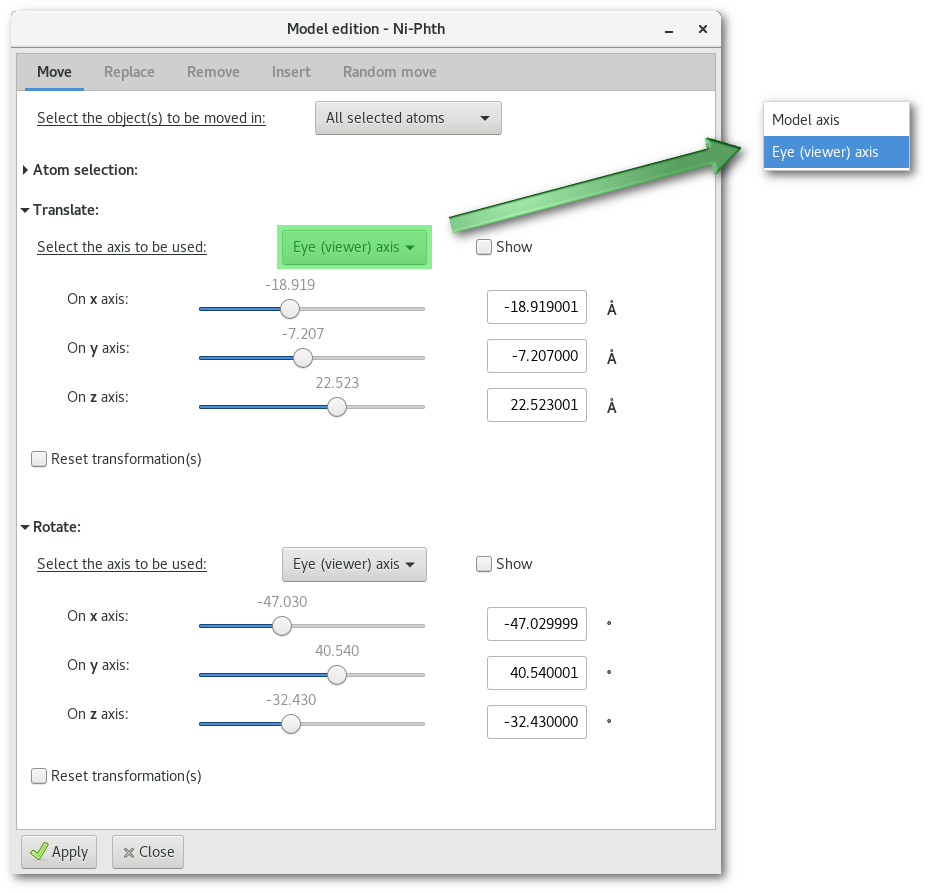 Model edition - Ni-Phth
Move Replace Remove Insert Random move
Select the object(s) to be moved in: All selected atoms
Model axis
Eye (viewer) axis
Atom selection:
Translate:
Select the axis to be used: Eye (viewer) axis Show
-18.919
On x axis: -18.919001 Å
-7.207
On y axis: -7.207000 Å
22.523
On z axis: 22.523001 Å
Reset transformation(s)
Rotate:
Select the axis to be used: Eye (viewer) axis Show
-47.030
On x axis: -47.029999 °
40.540
On y axis: 40.540001 °
-32.430
On z axis: -32.430000 °
Reset transformation(s)
Apply Close